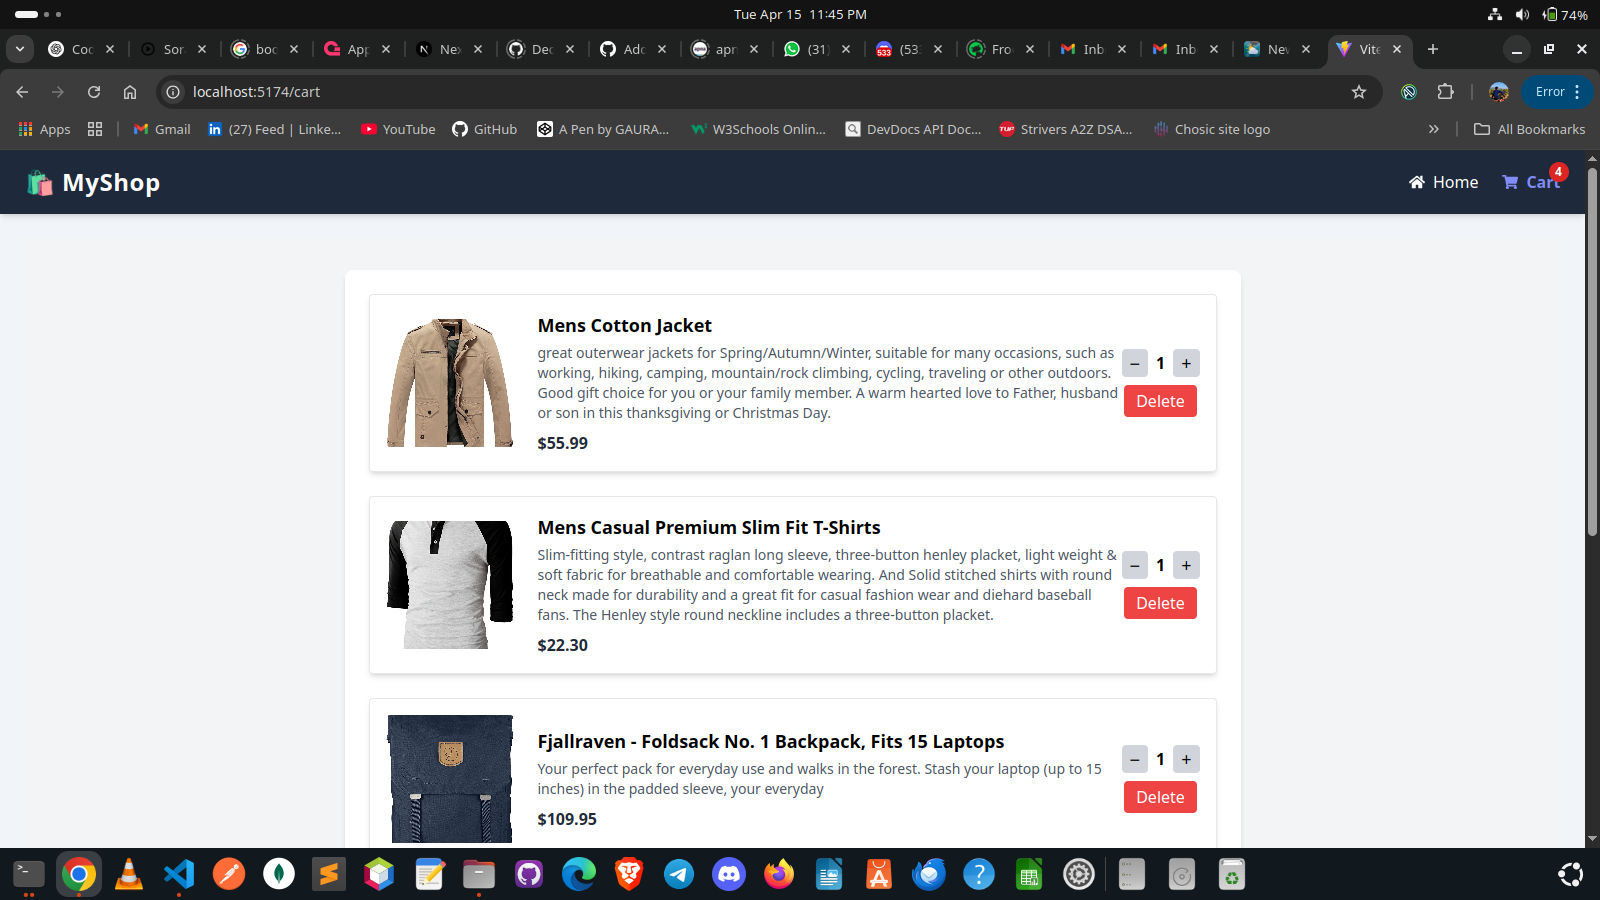 Tue Apr 15  11:45 PM
74%
Coc
Sor
boc
App
Nex
Dec
Adc
apn
(31)
533
(53:
Fro
Inb
Inb
Nev
Vite
localhost:5174/cart
Error
Apps
Gmail
(27) Feed | Linke...
YouTube
GitHub
A Pen by GAURA...
W3Schools Onlin...
DevDocs API Doc...
TUF
Strivers A2Z DSA...
Chosic site logo
All Bookmarks
MyShop
Home
Cart
4
Mens Cotton Jacket
great outerwear jackets for Spring/Autumn/Winter, suitable for many occasions, such as
working, hiking, camping, mountain/rock climbing, cycling, traveling or other outdoors.
Good gift choice for you or your family member. A warm hearted love to Father, husband
or son in this thanksgiving or Christmas Day.
$55.99
− 1 +
Delete
Mens Casual Premium Slim Fit T-Shirts
Slim-fitting style, contrast raglan long sleeve, three-button henley placket, light weight &
soft fabric for breathable and comfortable wearing. And Solid stitched shirts with round
neck made for durability and a great fit for casual fashion wear and diehard baseball
fans. The Henley style round neckline includes a three-button placket.
$22.30
− 1 +
Delete
Fjallraven - Foldsack No. 1 Backpack, Fits 15 Laptops
Your perfect pack for everyday use and walks in the forest. Stash your laptop (up to 15
inches) in the padded sleeve, your everyday
$109.95
− 1 +
Delete